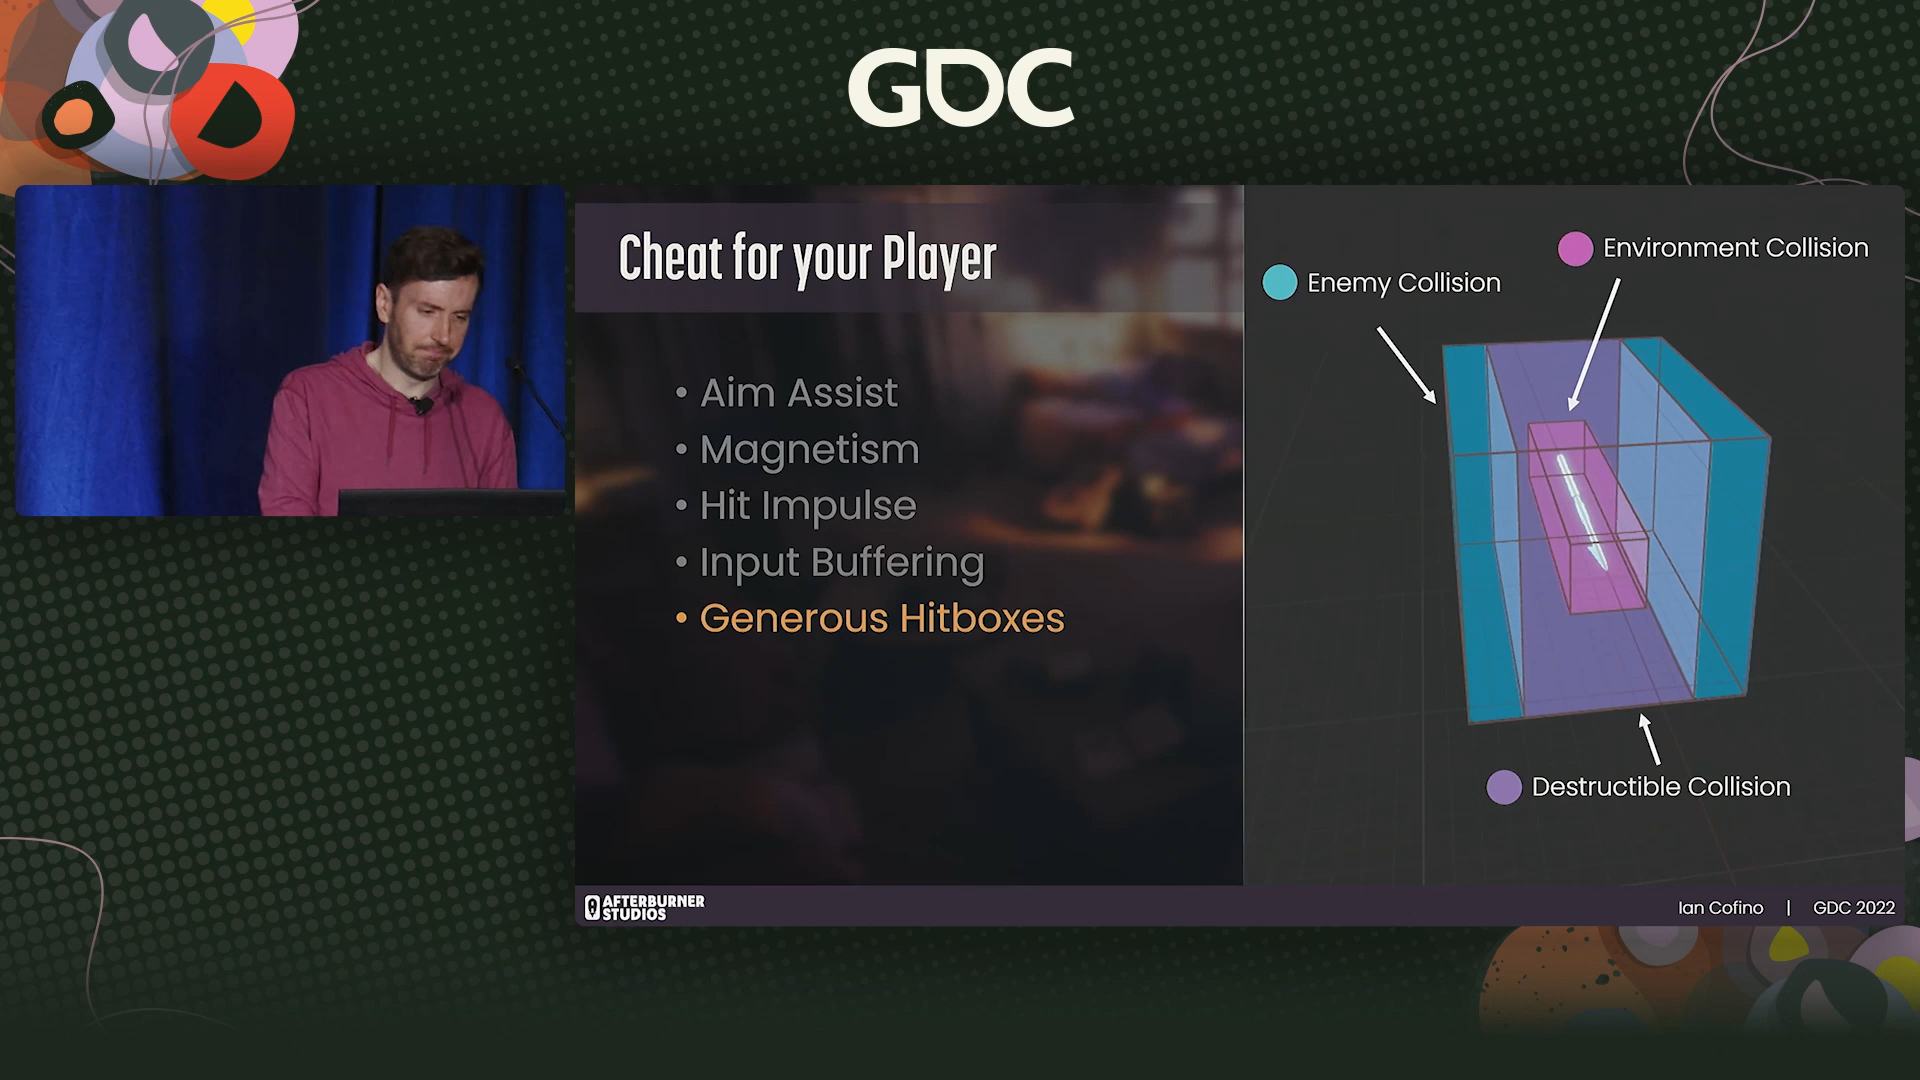 GDC
Cheat for your Player
• Aim Assist
• Magnetism
• Hit Impulse
• Input Buffering
• Generous Hitboxes
Environment Collision
Enemy Collision
Destructible Collision
AFTERBURNER
STUDIOS
Ian Cofino | GDC 2022